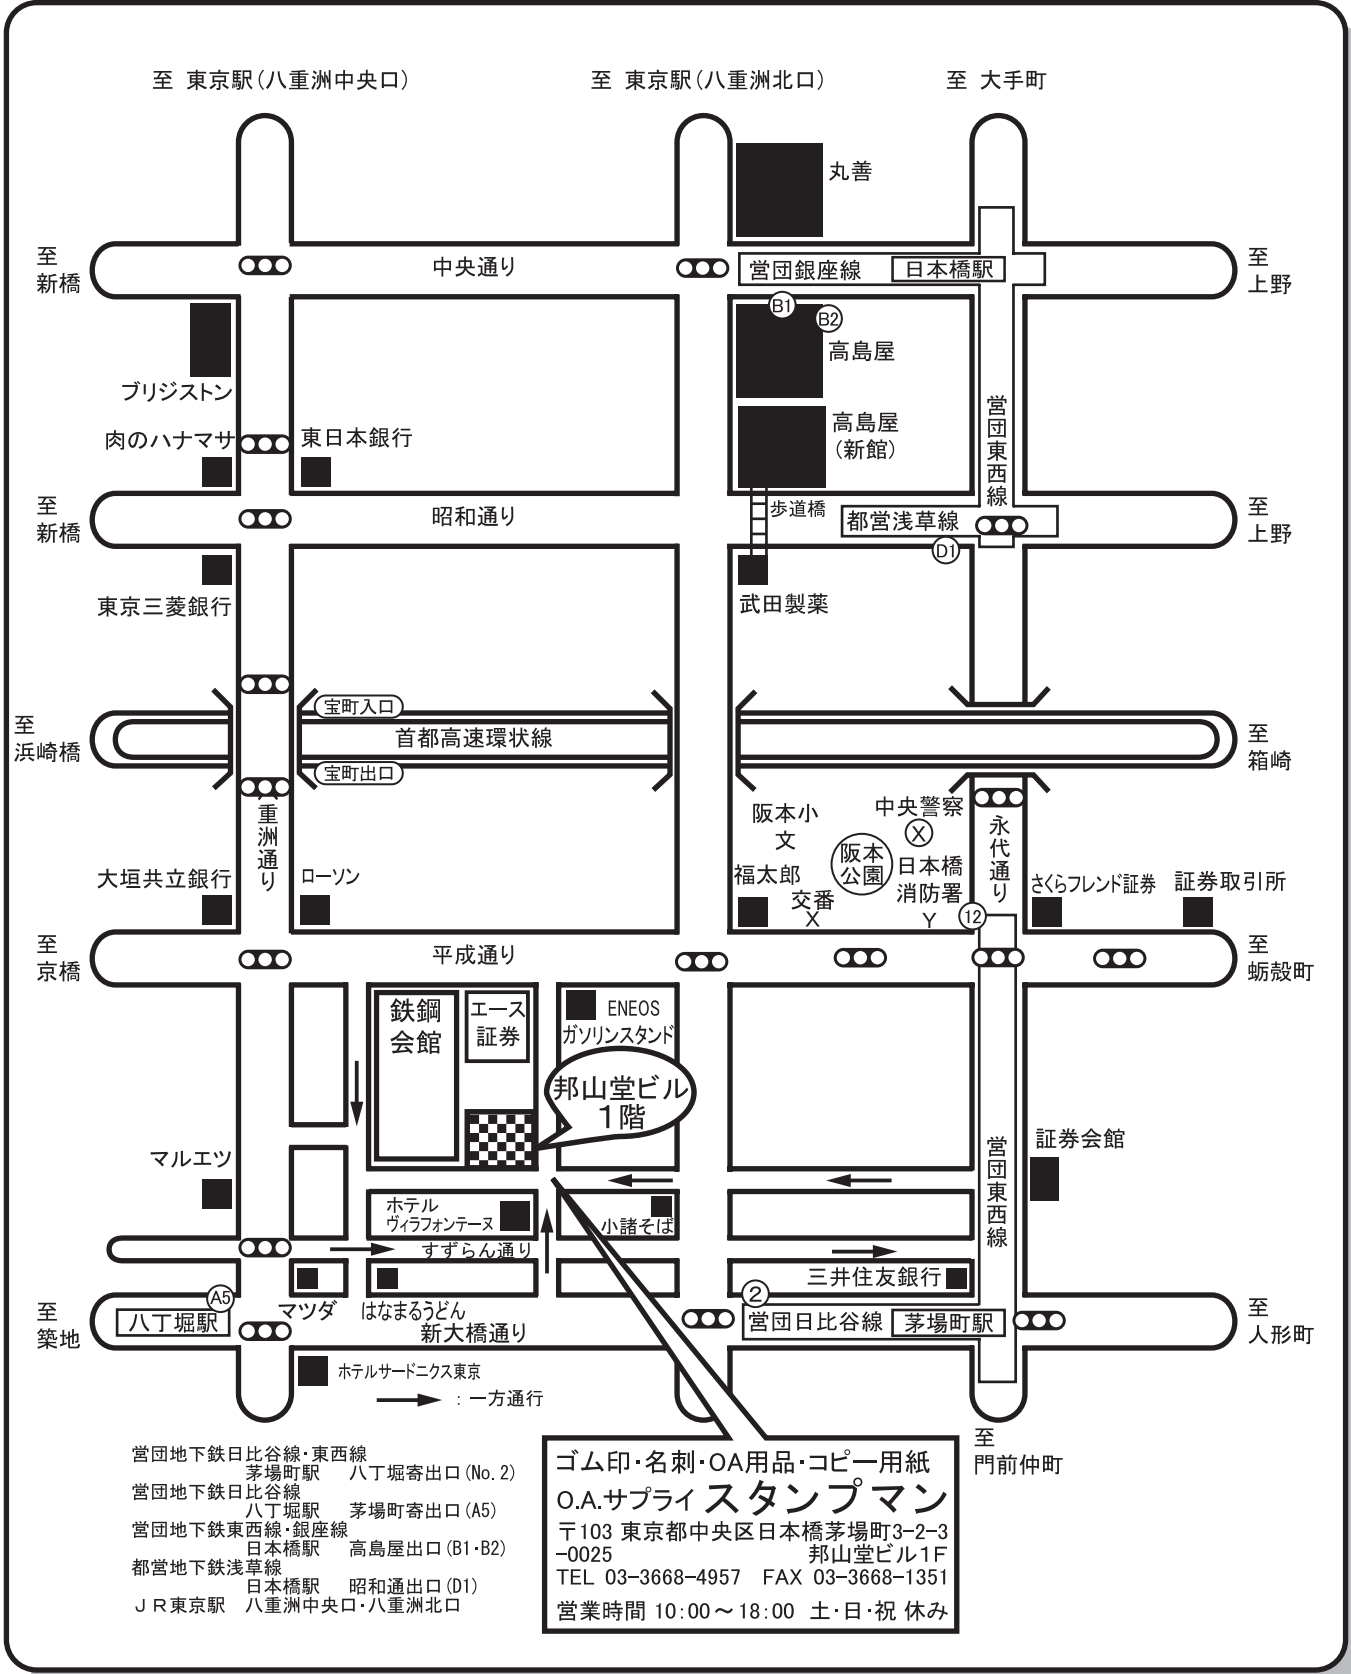 至 東京駅(八重洲中央口)
至 東京駅(八重洲北口)
至 大手町
丸善
至
新橋
中央通り
営団銀座線
日本橋駅
至
上野
B1
B2
高島屋
ブリジストン
肉のハナマサ
東日本銀行
高島屋
(新館)
営団東西線
至
新橋
昭和通り
歩道橋
都営浅草線
D1
至
上野
東京三菱銀行
武田製薬
至
浜崎橋
宝町入口
首都高速環状線
宝町出口
至
箱崎
八重洲通り
阪本小
文
中央警察
X
阪本
公園
日本橋
消防署
Y
永代通り
大垣共立銀行
ローソン
福太郎
交番
X
12
さくらフレンド証券
証券取引所
至
京橋
平成通り
至
蛎殻町
鉄鋼
会館
エース
証券
ENEOS
ガソリンスタンド
邦山堂ビル
1階
マルエツ
営団東西線
証券会館
ホテル
ヴィラフォンテーヌ
小諸そば
すずらん通り
三井住友銀行
至
築地
A5
八丁堀駅
マツダ
はなまるうどん
新大橋通り
2
営団日比谷線
茅場町駅
至
人形町
ホテルサードニクス東京
:一方通行
至
門前仲町
営団地下鉄日比谷線・東西線
茅場町駅 八丁堀寄出口(No.2)
営団地下鉄日比谷線
八丁堀駅 茅場町寄出口(A5)
営団地下鉄東西線・銀座線
日本橋駅 高島屋出口(B1・B2)
都営地下鉄浅草線
日本橋駅 昭和通出口(D1)
JR東京駅 八重洲中央口・八重洲北口
ゴム印・名刺・OA用品・コピー用紙
O.A.サプライ スタンプマン
〒103 東京都中央区日本橋茅場町3-2-3
-0025 邦山堂ビル1F
TEL 03-3668-4957 FAX 03-3668-1351
営業時間 10:00～18:00 土・日・祝 休み